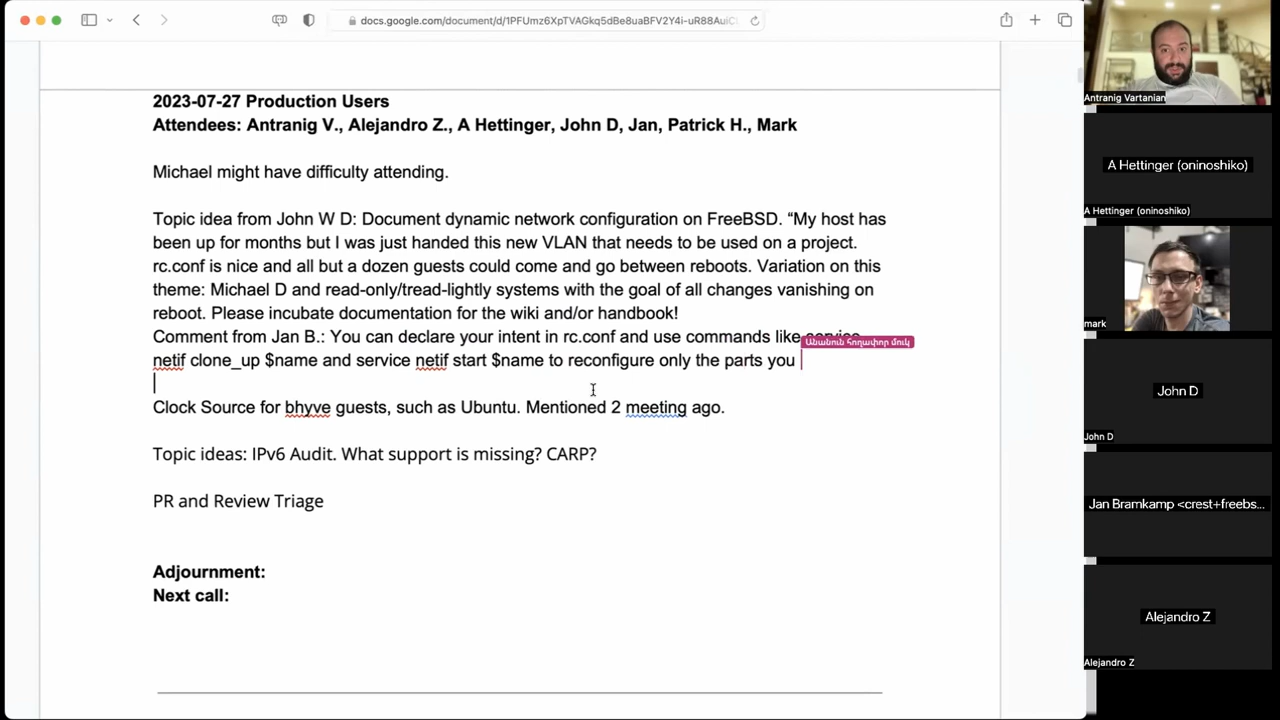 docs.google.com/document/d/1PFUmz6XpTVAGkq5dBe8uaBFV2Y4i-uR88AuiC
2023-07-27 Production Users
Attendees: Antranig V., Alejandro Z., A Hettinger, John D, Jan, Patrick H., Mark
Michael might have difficulty attending.
Topic idea from John W D: Document dynamic network configuration on FreeBSD. “My host has
been up for months but I was just handed this new VLAN that needs to be used on a project.
rc.conf is nice and all but a dozen guests could come and go between reboots. Variation on this
theme: Michael D and read-only/tread-lightly systems with the goal of all changes vanishing on
reboot. Please incubate documentation for the wiki and/or handbook!
Comment from Jan B.: You can declare your intent in rc.conf and use commands like service
Անանուն հողափոր մուկ
netif clone_up $name and service netif start $name to reconfigure only the parts you
Clock Source for bhyve guests, such as Ubuntu. Mentioned 2 meeting ago.
Topic ideas: IPv6 Audit. What support is missing? CARP?
PR and Review Triage
Adjournment:
Next call:
Antranig Vartanian
A Hettinger (oninoshiko)
A Hettinger (oninoshiko)
mark
John D
John D
Jan Bramkamp <crest+freebs...
Alejandro Z
Alejandro Z